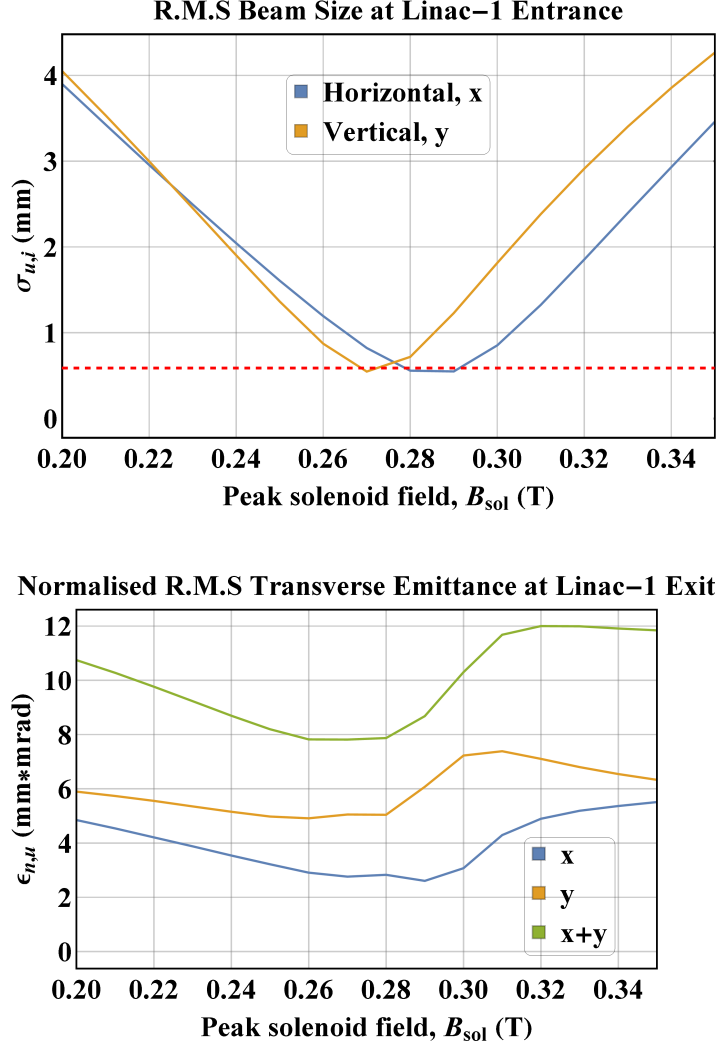 R.M.S Beam Size at Linac−1 Entrance
Horizontal, x
Vertical, y
σu,i (mm)
4
3
2
1
0
0.20 0.22 0.24 0.26 0.28 0.30 0.32 0.34
Peak solenoid field, Bsol (T)
Normalised R.M.S Transverse Emittance at Linac−1 Exit
ϵn,u (mm*mrad)
12
10
8
6
4
2
0
x
y
x+y
0.20 0.22 0.24 0.26 0.28 0.30 0.32 0.34
Peak solenoid field, Bsol (T)